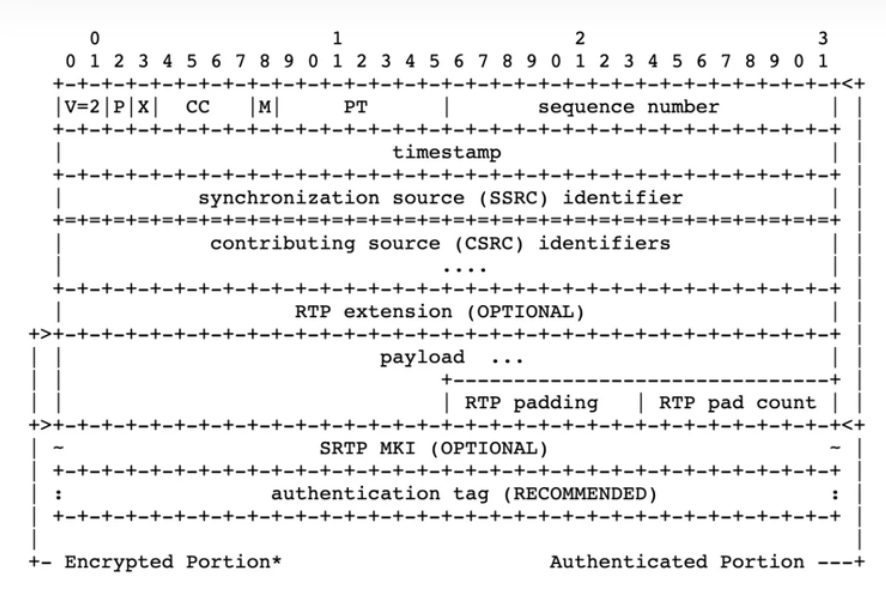 0                   1                   2                   3
0 1 2 3 4 5 6 7 8 9 0 1 2 3 4 5 6 7 8 9 0 1 2 3 4 5 6 7 8 9 0 1
+-+-+-+-+-+-+-+-+-+-+-+-+-+-+-+-+-+-+-+-+-+-+-+-+-+-+-+-+-+-+-+-+<+
|V=2|P|X|  CC   |M|     PT      |       sequence number         | |
+-+-+-+-+-+-+-+-+-+-+-+-+-+-+-+-+-+-+-+-+-+-+-+-+-+-+-+-+-+-+-+-+ |
|                           timestamp                           | |
+-+-+-+-+-+-+-+-+-+-+-+-+-+-+-+-+-+-+-+-+-+-+-+-+-+-+-+-+-+-+-+-+ |
|           synchronization source (SSRC) identifier            | |
+=+=+=+=+=+=+=+=+=+=+=+=+=+=+=+=+=+=+=+=+=+=+=+=+=+=+=+=+=+=+=+=+ |
|            contributing source (CSRC) identifiers             | |
|                               ....                            | |
+-+-+-+-+-+-+-+-+-+-+-+-+-+-+-+-+-+-+-+-+-+-+-+-+-+-+-+-+-+-+-+-+ |
|                   RTP extension (OPTIONAL)                    | |
+>+-+-+-+-+-+-+-+-+-+-+-+-+-+-+-+-+-+-+-+-+-+-+-+-+-+-+-+-+-+-+-+-+ |
| |                          payload  ...                         | |
| |                               +-------------------------------+ |
| |                               | RTP padding   | RTP pad count | |
+>+-+-+-+-+-+-+-+-+-+-+-+-+-+-+-+-+-+-+-+-+-+-+-+-+-+-+-+-+-+-+-+-+<+
| ~                     SRTP MKI (OPTIONAL)                       ~ |
| +-+-+-+-+-+-+-+-+-+-+-+-+-+-+-+-+-+-+-+-+-+-+-+-+-+-+-+-+-+-+-+-+ |
| :                 authentication tag (RECOMMENDED)              : |
| +-+-+-+-+-+-+-+-+-+-+-+-+-+-+-+-+-+-+-+-+-+-+-+-+-+-+-+-+-+-+-+-+ |
|                                                                   |
+- Encrypted Portion*                      Authenticated Portion ---+